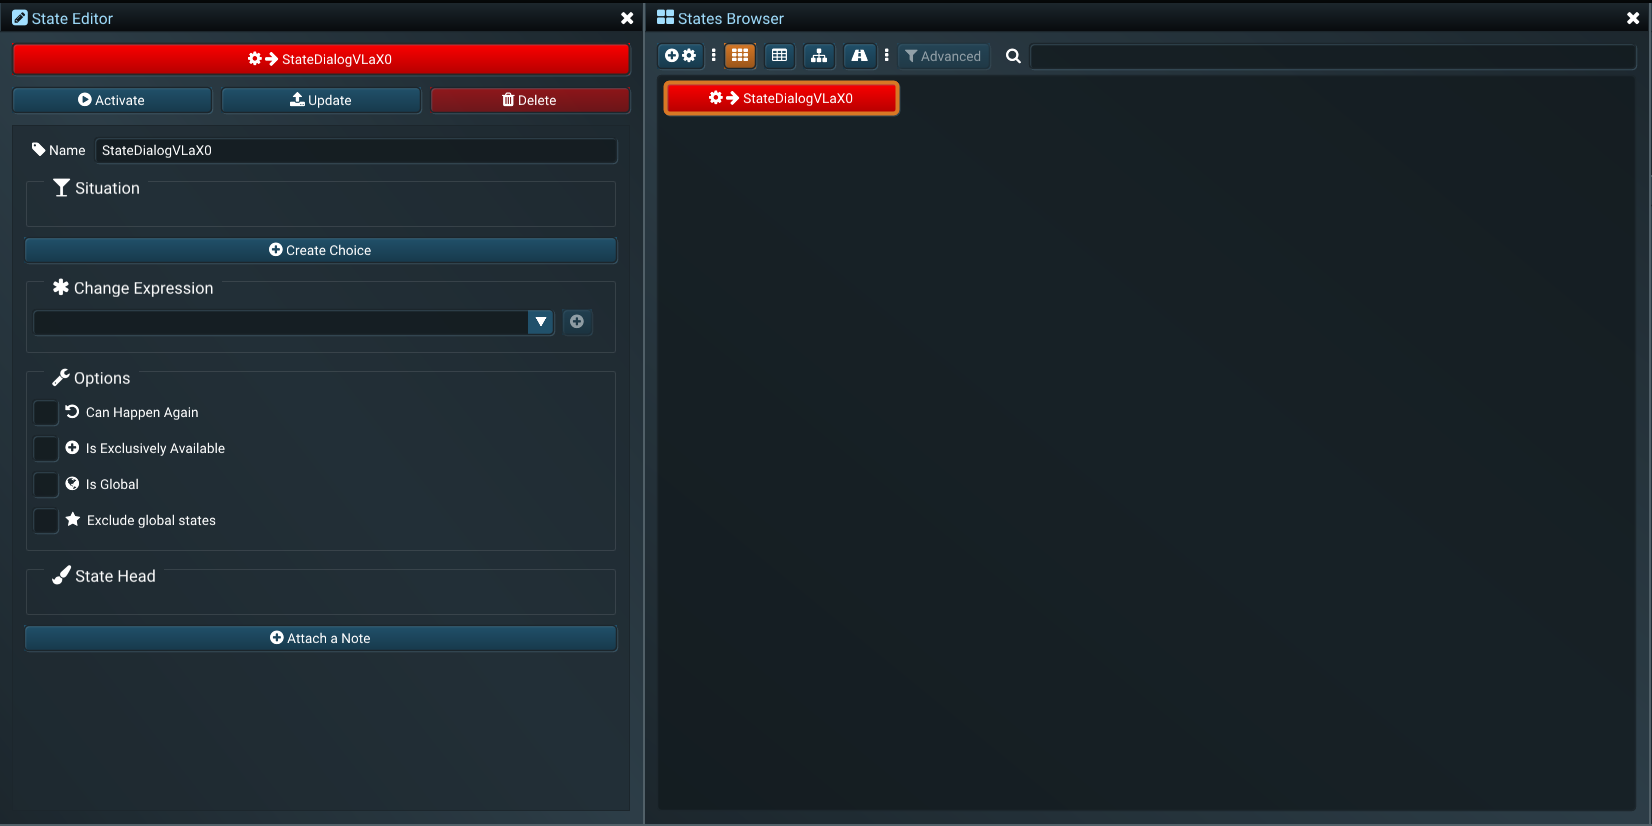 State Editor
StateDialogVLaX0
Activate
Update
Delete
Name
StateDialogVLaX0
Situation
Create Choice
Change Expression
Options
Can Happen Again
Is Exclusively Available
Is Global
Exclude global states
State Head
Attach a Note
States Browser
Advanced
StateDialogVLaX0